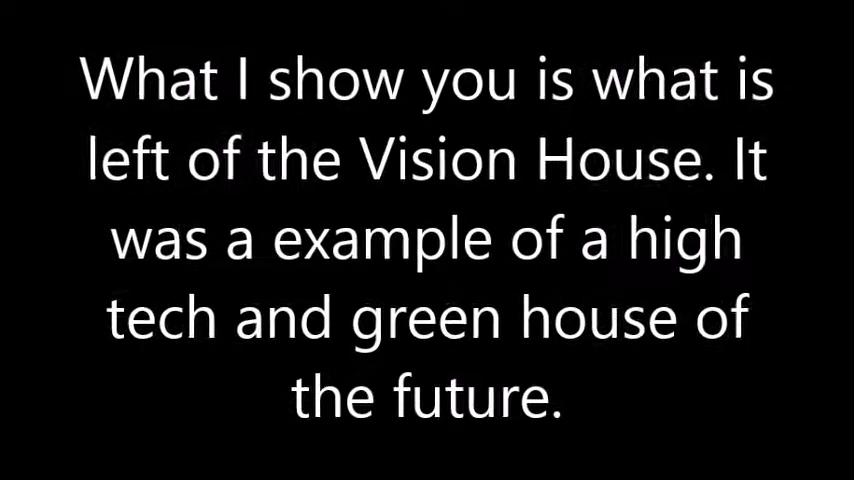 What I show you is what is
left of the Vision House. It
was a example of a high
tech and green house of
the future.